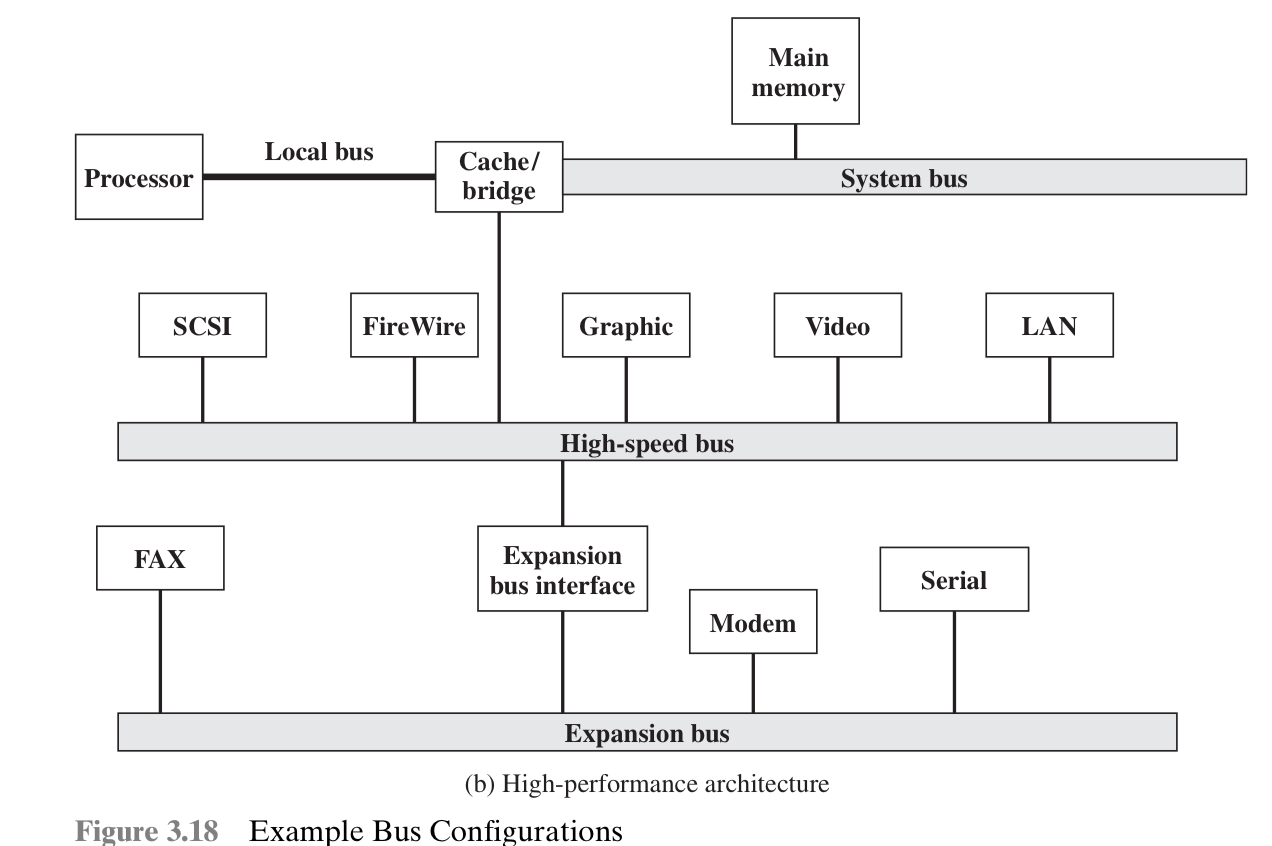 Main
memory
Local bus
Processor
Cache/
bridge
System bus
SCSI
FireWire
Graphic
Video
LAN
High-speed bus
FAX
Expansion
bus interface
Serial
Modem
Expansion bus
(b) High-performance architecture
Figure 3.18 Example Bus Configurations